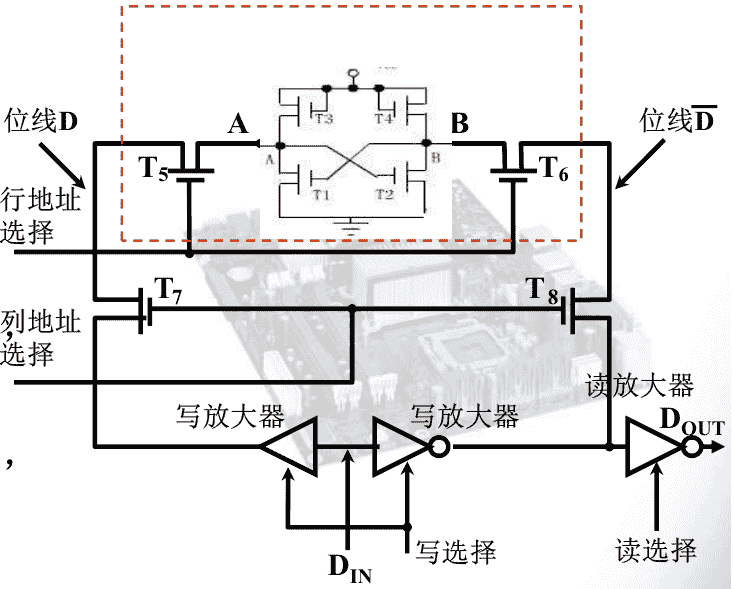 位线D
A
B
位线D̅
T3
T4
A
B
T5
T6
T1
T2
行地址
选择
T7
T8
,
列地址
选择
写放大器
写放大器
读放大器
DOUT
,
写选择
读选择
DIN